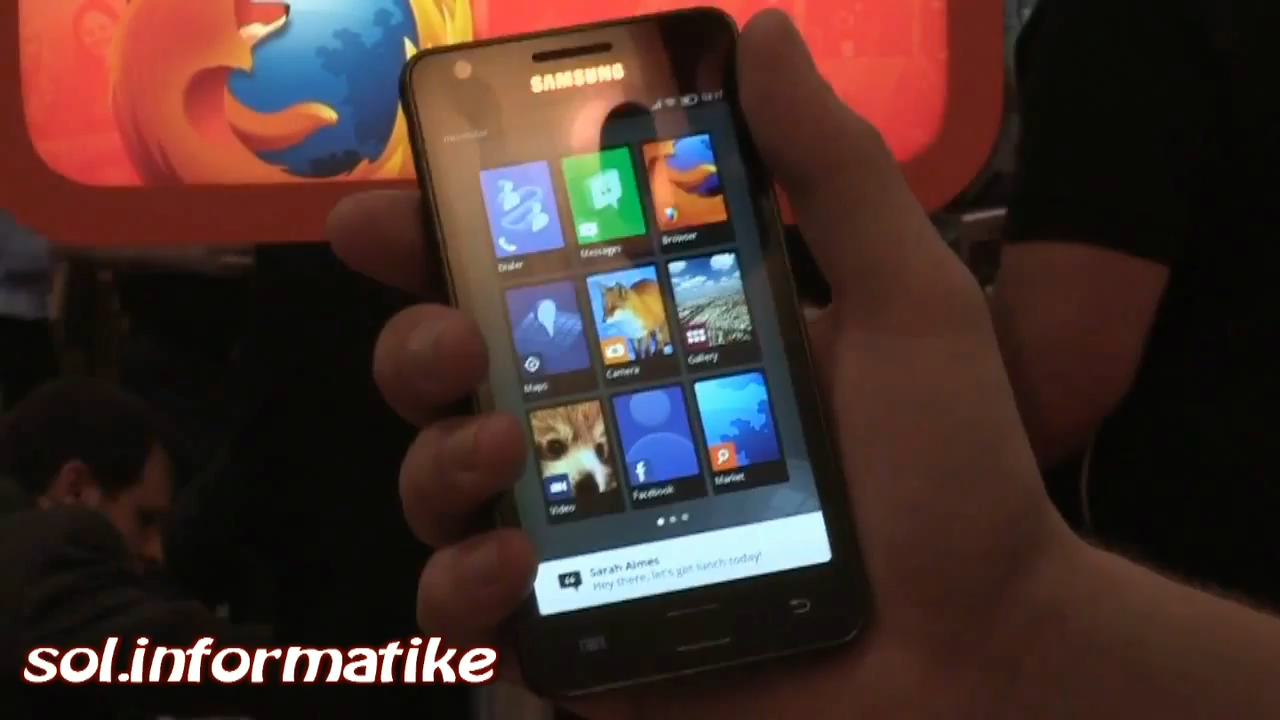 SAMSUNG
movistar
Dialer
Messages
Browser
Maps
Camera
Gallery
Video
Facebook
Market
Sarah Aimes
Hey there, let's get lunch today!
sol.informatike